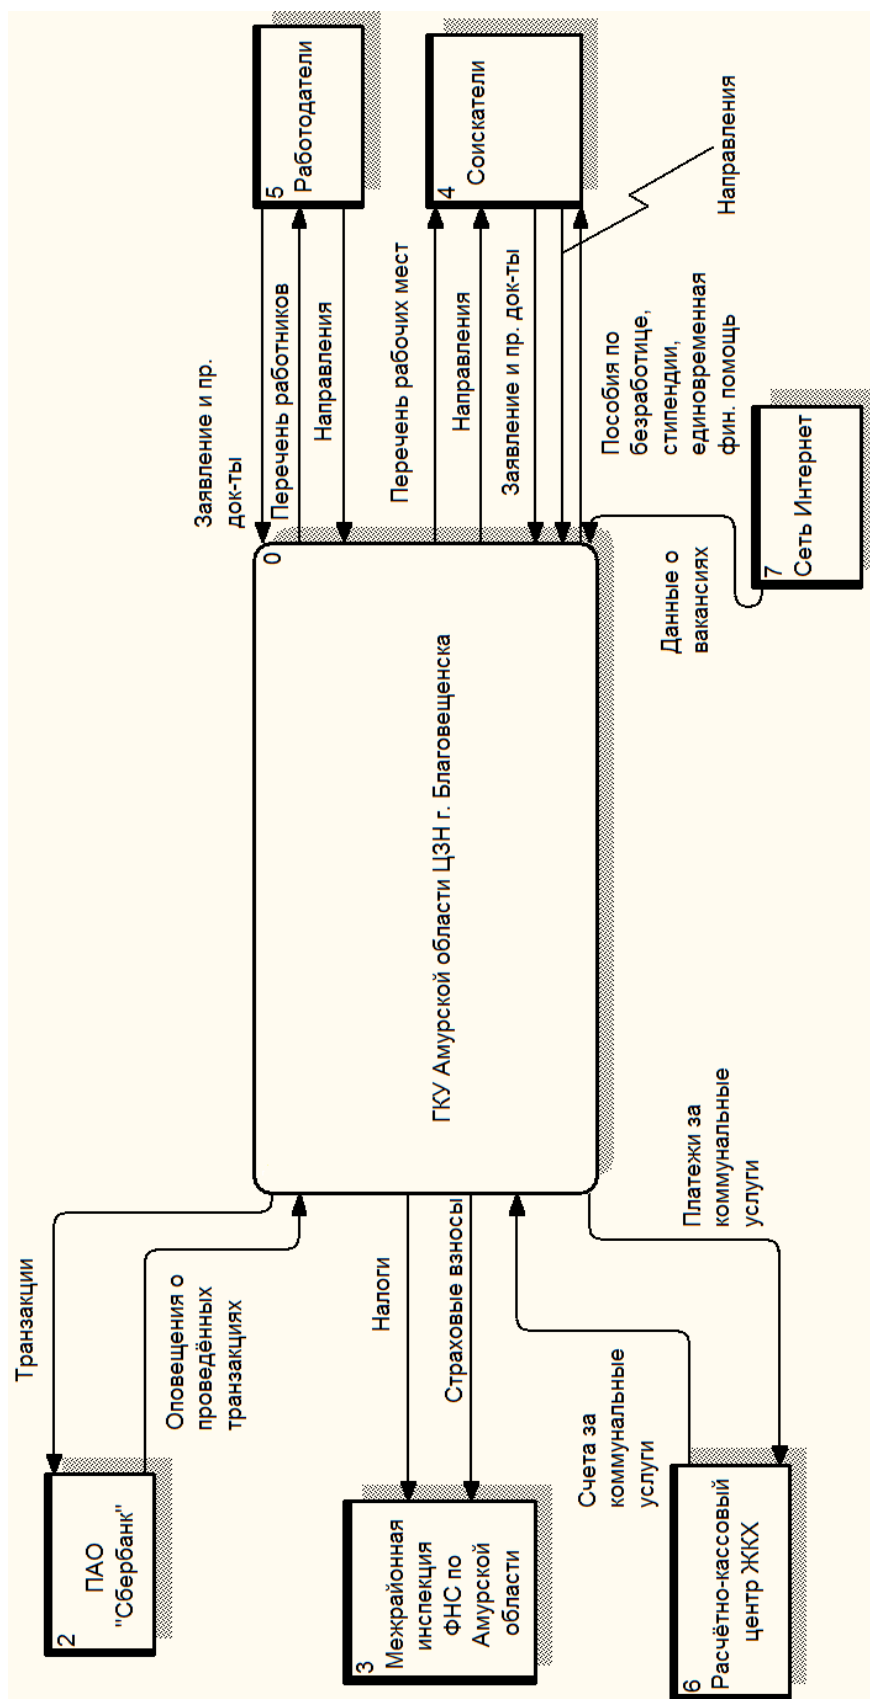 2
ПАО
"Сбербанк"
Транзакции
Оповещения о
проведённых
транзакциях
3
Межрайонная
инспекция
ФНС по
Амурской
области
Налоги
Страховые взносы
6
Расчётно-кассовый
центр ЖКХ
Счета за
коммунальные
услуги
Платежи за
коммунальные
услуги
0
ГКУ Амурской области ЦЗН г. Благовещенска
Заявление и пр.
док-ты
Перечень работников
Направления
5
Работодатели
Перечень рабочих мест
Направления
Заявление и пр. док-ты
4
Соискатели
Направления
Пособия по
безработице,
стипендии,
единовременная
фин. помощь
Данные о
вакансиях
7
Сеть Интернет